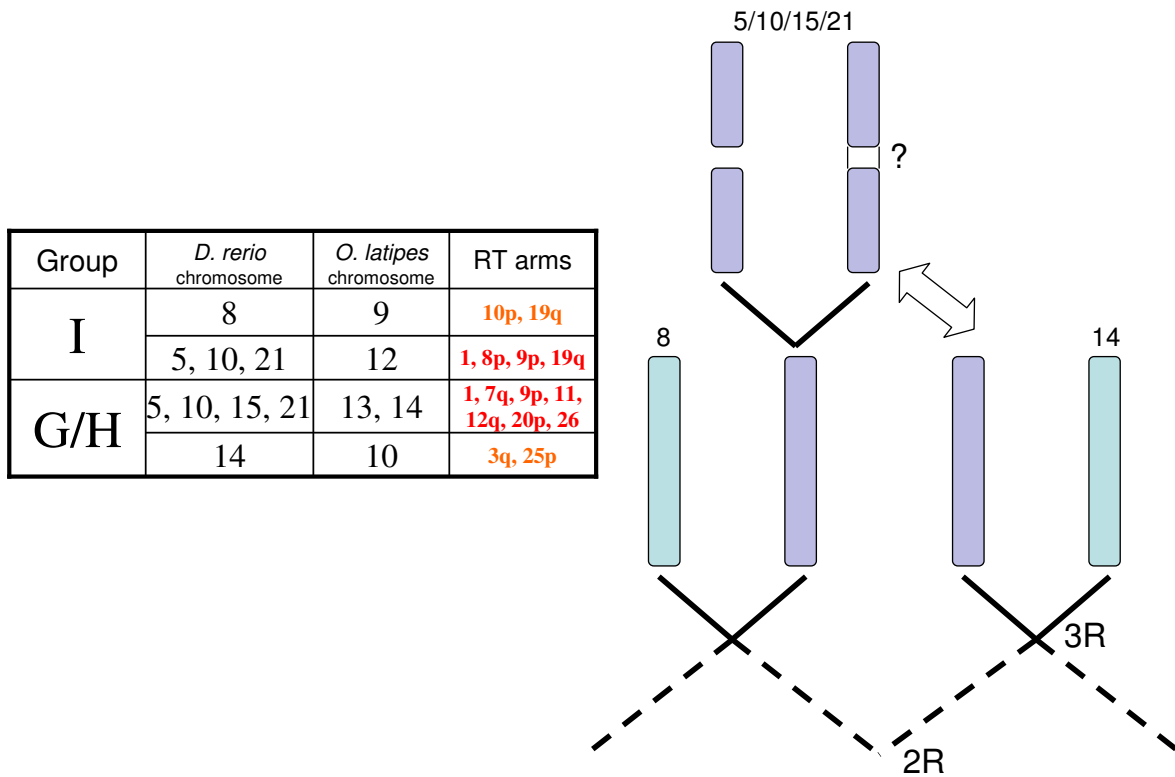 5/10/15/21
?
8
14
3R
2R
Group D. rerio chromosome O. latipes chromosome RT arms
I 8 9 10p, 19q
5, 10, 21 12 1, 8p, 9p, 19q
G/H 5, 10, 15, 21 13, 14 1, 7q, 9p, 11, 12q, 20p, 26
14 10 3q, 25p